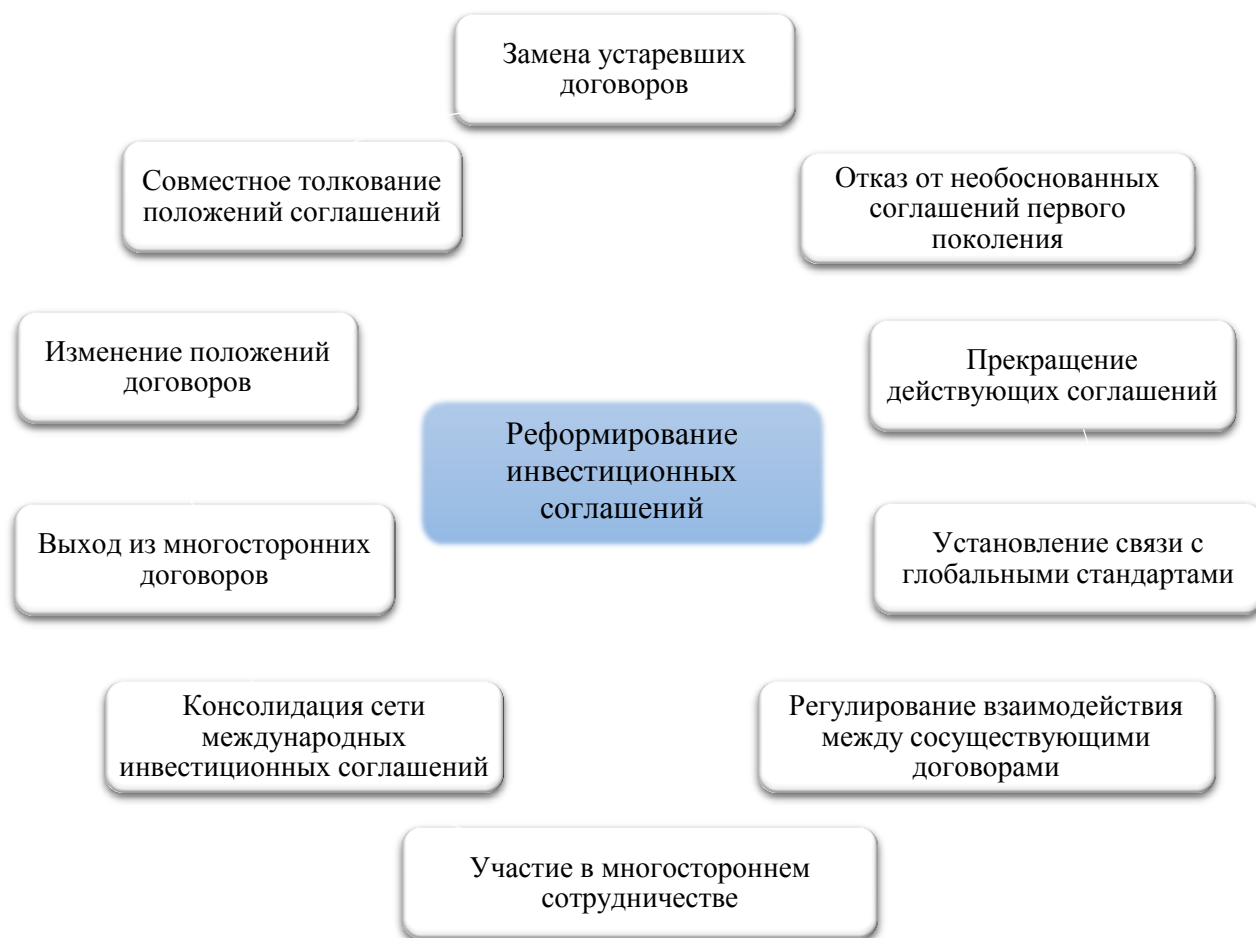 Замена устаревших
договоров
Совместное толкование
положений соглашений
Отказ от необоснованных
соглашений первого
поколения
Изменение положений
договоров
Прекращение
действующих соглашений
Реформирование
инвестиционных
соглашений
Выход из многосторонних
договоров
Установление связи с
глобальными стандартами
Консолидация сети
международных
инвестиционных соглашений
Регулирование взаимодействия
между сосуществующими
договорами
Участие в многостороннем
сотрудничестве